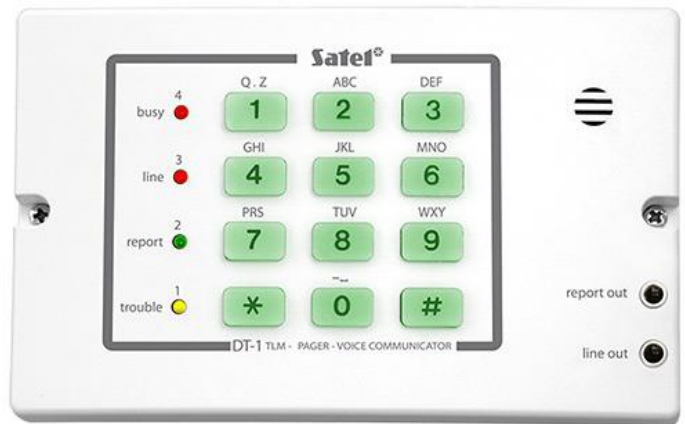 Satel®
Q . Z ABC DEF
4
busy 1 2 3
GHI JKL MNO
3
line 4 5 6
PRS TUV WXY
2
report 7 8 9
1
trouble * 0 #
report out
line out
DT-1 TLM - PAGER - VOICE COMMUNICATOR